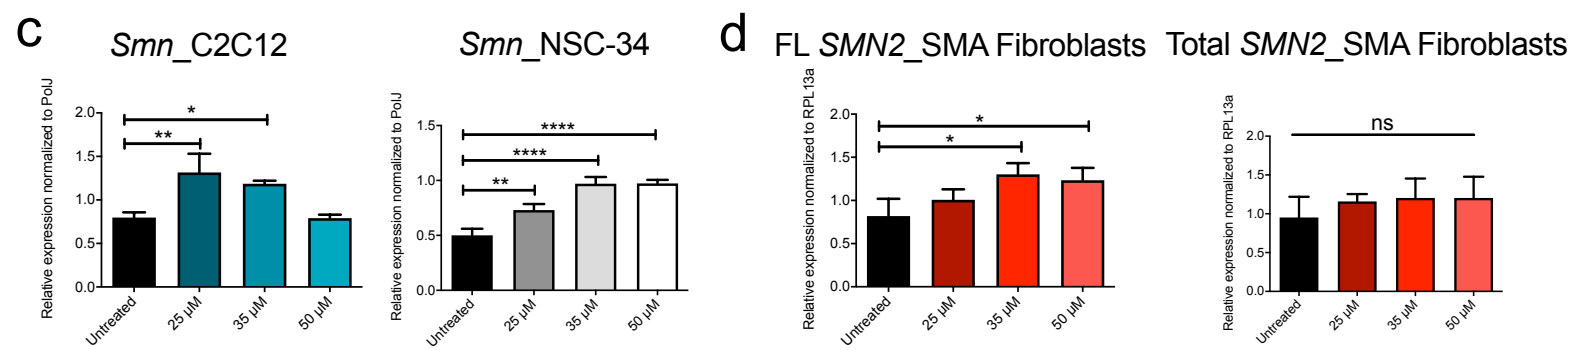 c
Smn_C2C12
Relative expression normalized to PolJ
2.0
1.5
1.0
0.5
0.0
*
**
Untreated
25 µM
35 µM
50 µM
Smn_NSC-34
Relative expression normalized to PolJ
1.5
1.0
0.5
0.0
****
****
**
Untreated
25 µM
35 µM
50 µM
d
FL SMN2_SMA Fibroblasts
Relative expression normalized to RPL13a
2.0
1.5
1.0
0.5
0.0
*
*
Untreated
25 µM
35 µM
50 µM
Total SMN2_SMA Fibroblasts
Relative expression normalized to RPL13a
2.0
1.5
1.0
0.5
0.0
ns
Untreated
25 µM
35 µM
50 µM